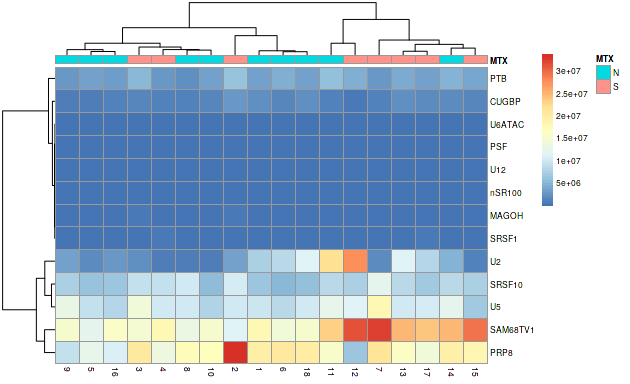 MTX
PTB
CUGBP
U6ATAC
PSF
U12
nSR100
MAGOH
SRSF1
U2
SRSF10
U5
SAM68TV1
PRP8
9 5 16 3 4 8 10 2 1 6 18 11 12 7 13 17 14 15
3e+07
2.5e+07
2e+07
1.5e+07
1e+07
5e+06
MTX
N
S